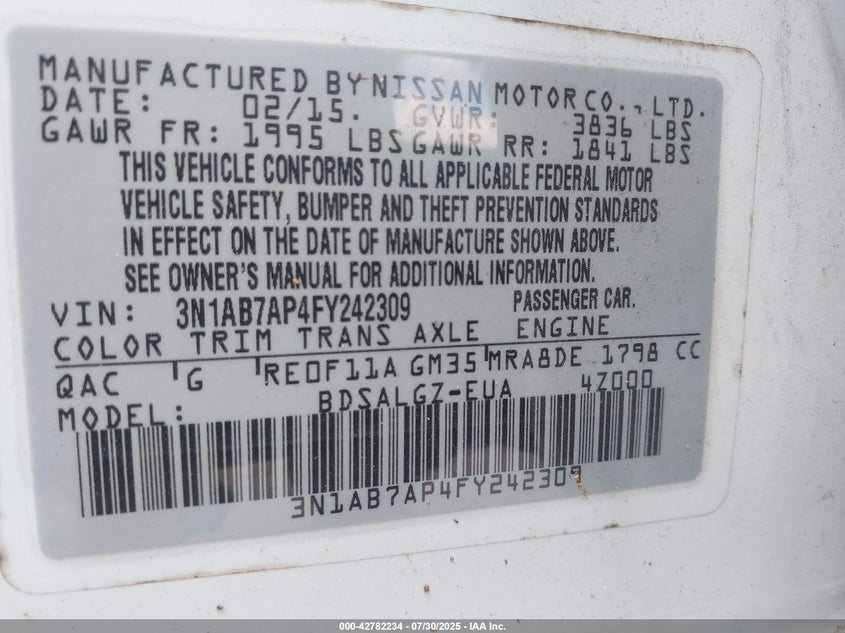 MANUFACTURED BY NISSAN MOTOR CO., LTD.
DATE: 02/15. GVWR: 3836 LBS
GAWR FR: 1995 LBS GAWR RR: 1841 LBS
THIS VEHICLE CONFORMS TO ALL APPLICABLE FEDERAL MOTOR
VEHICLE SAFETY, BUMPER AND THEFT PREVENTION STANDARDS
IN EFFECT ON THE DATE OF MANUFACTURE SHOWN ABOVE.
SEE OWNER'S MANUAL FOR ADDITIONAL INFORMATION.
VIN: 3N1AB7AP4FY242309 PASSENGER CAR.
COLOR TRIM TRANS AXLE ENGINE
QAC G RE0F11A GM35 MRA8DE 1798 CC
MODEL: BDSALGZ-EUA 4Z000
3N1AB7AP4FY242309
000-42782234 - 07/30/2025 - IAA Inc.